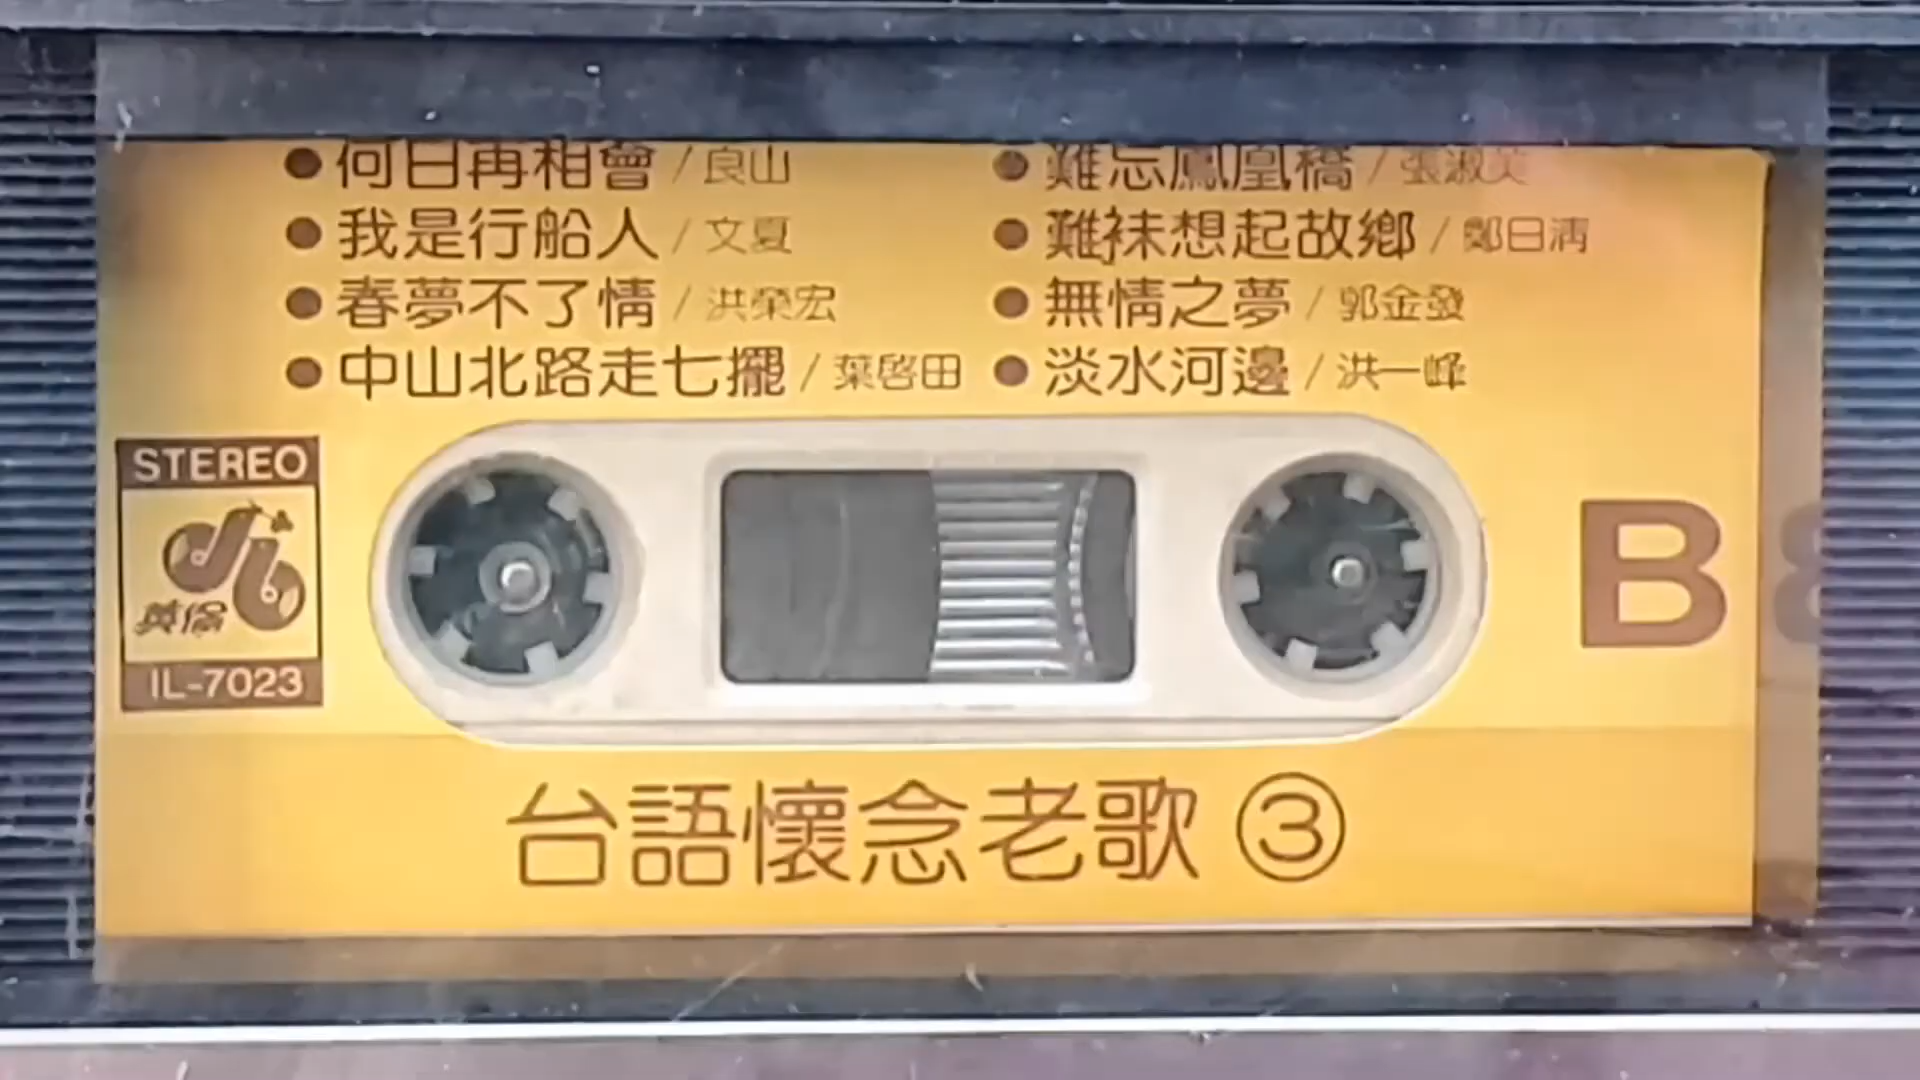 何日再相會/良山
我是行船人/文夏
春夢不了情/洪榮宏
中山北路走七擺/葉啓田
難忘鳳凰橋/張淑美
難袜想起故鄉/鄭日清
無情之夢/郭金發
淡水河邊/洪一峰
STEREO
IL-7023
B
台語懷念老歌 ③